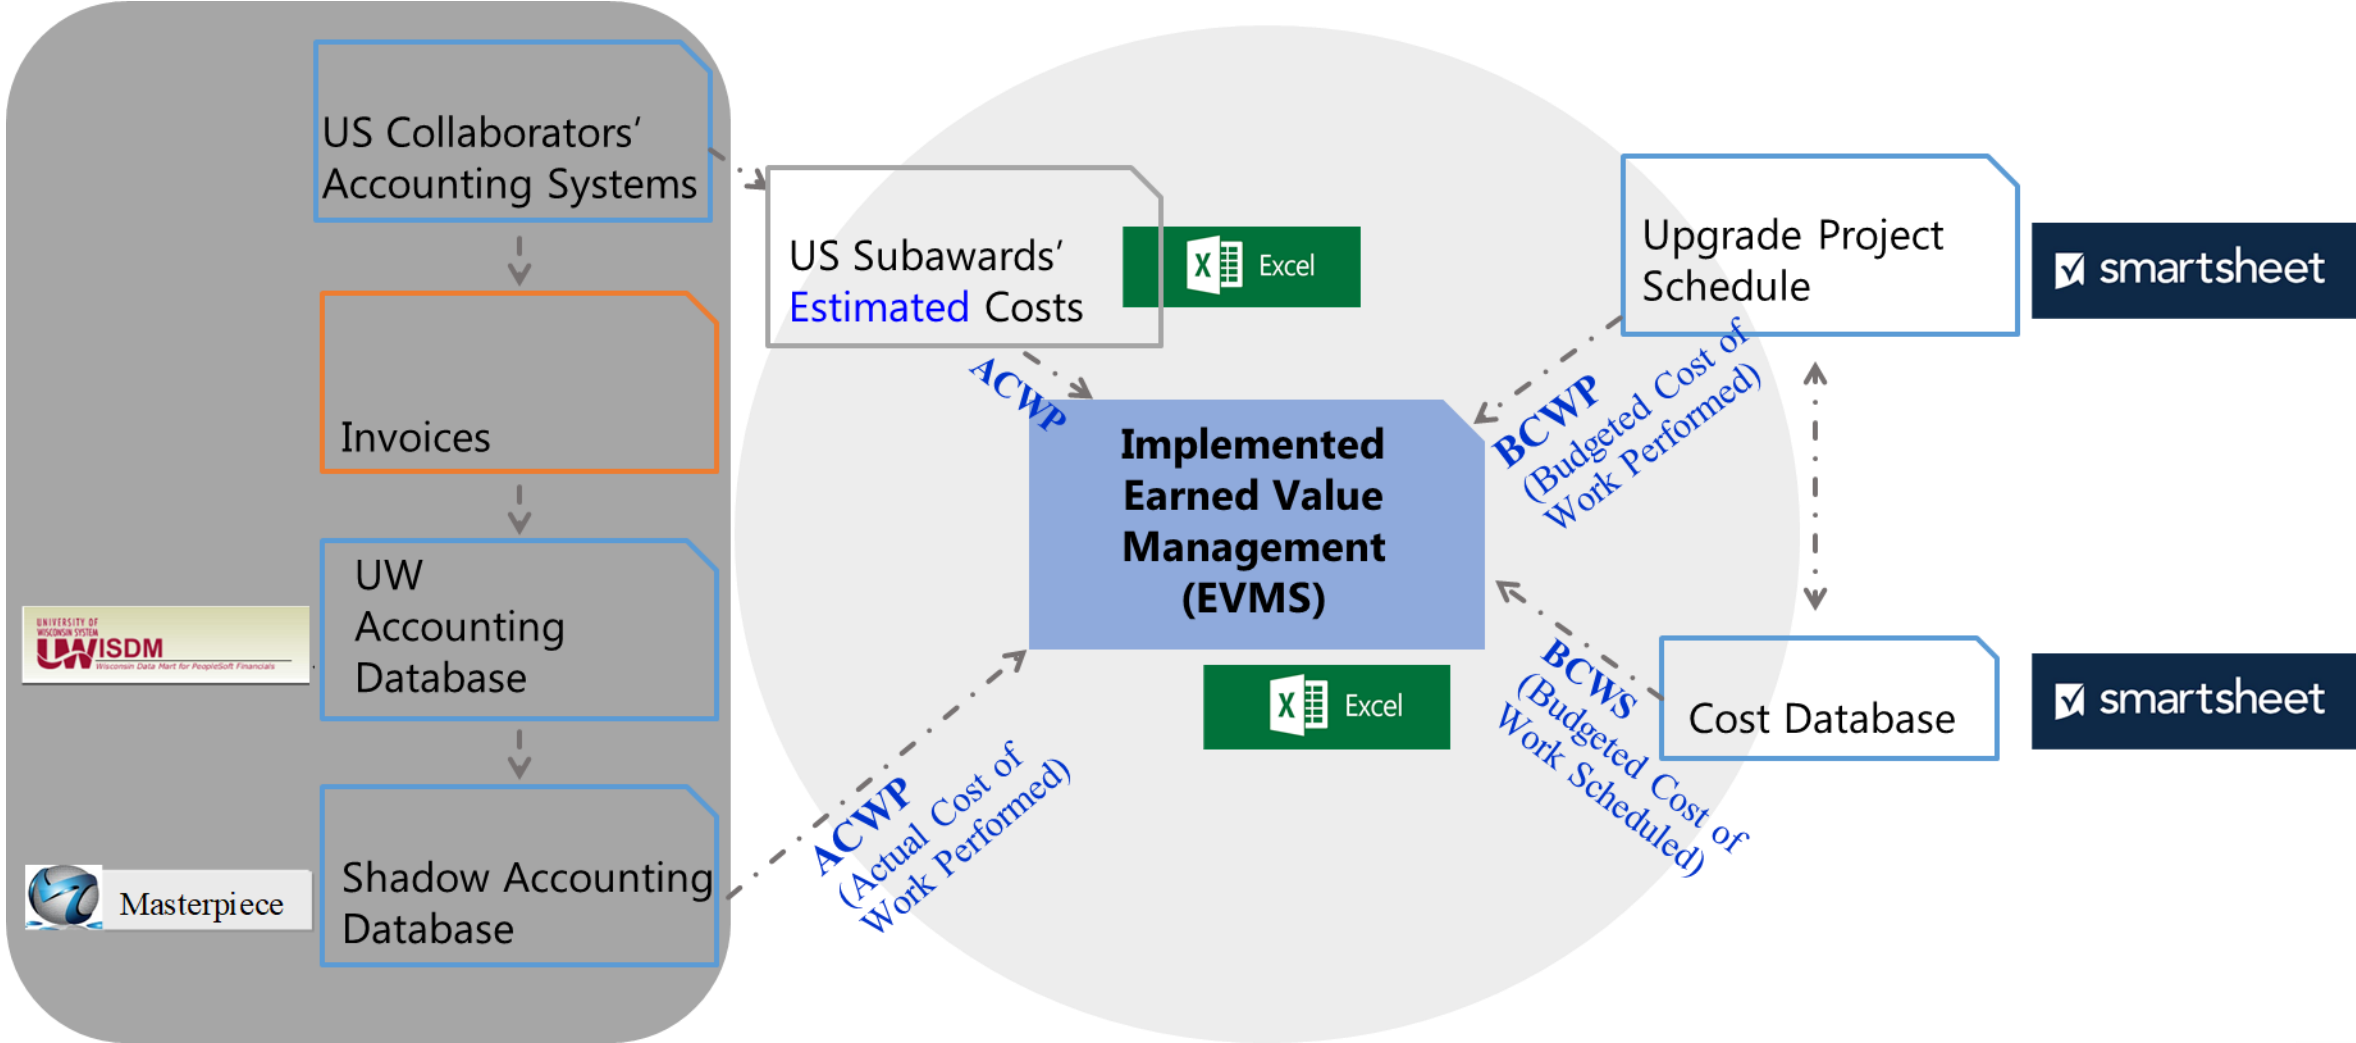 US Collaborators’
Accounting Systems
Invoices
UW
Accounting
Database
UNIVERSITY OF
WISCONSIN SYSTEM
UWISDM
Wisconsin Data Mart for PeopleSoft Financials
Shadow Accounting
Database
Masterpiece
US Subawards’
Estimated Costs
X Excel
ACWP
Implemented
Earned Value
Management
(EVMS)
X Excel
ACWP
(Actual Cost of
Work Performed)
Upgrade Project
Schedule
smartsheet
BCWP
(Budgeted Cost of
Work Performed)
BCWS
(Budgeted Cost of
Work Scheduled)
Cost Database
smartsheet